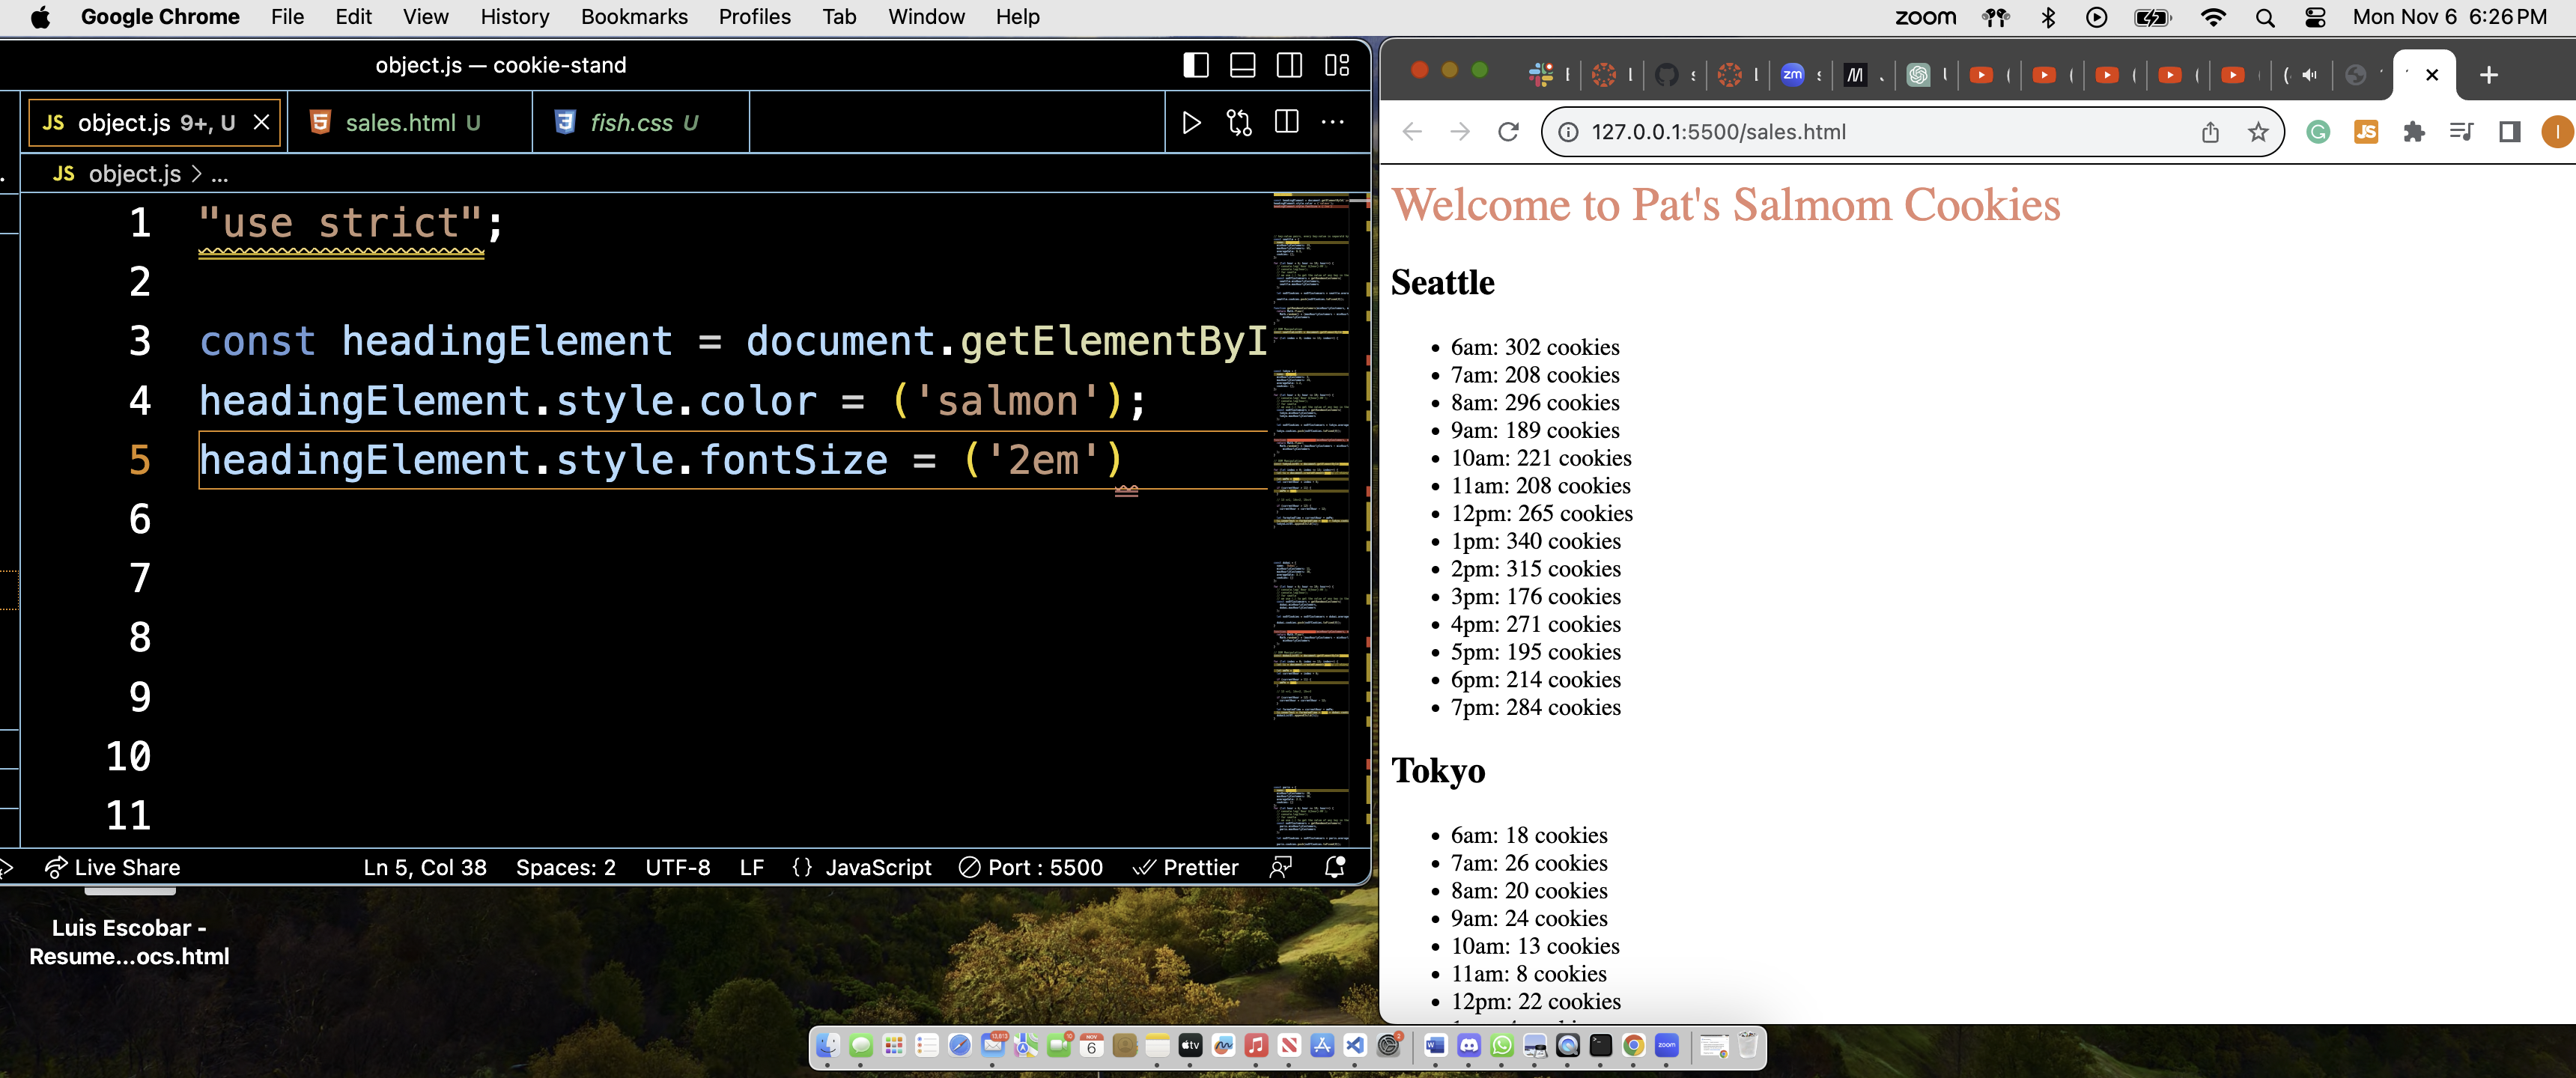 Google Chrome File Edit View History Bookmarks Profiles Tab Window Help
zoom Mon Nov 6 6:26 PM
object.js — cookie-stand
JS object.js 9+, U
sales.html U
fish.css U
JS object.js > ...
1 "use strict";
2
3 const headingElement = document.getElementByI
4 headingElement.style.color = ('salmon');
5 headingElement.style.fontSize = ('2em')
6
7
8
9
10
11
Live Share Ln 5, Col 38 Spaces: 2 UTF-8 LF {} JavaScript Port : 5500 Prettier
Luis Escobar -
Resume...ocs.html
zm
127.0.0.1:5500/sales.html
JS
Welcome to Pat's Salmom Cookies
Seattle
• 6am: 302 cookies
• 7am: 208 cookies
• 8am: 296 cookies
• 9am: 189 cookies
• 10am: 221 cookies
• 11am: 208 cookies
• 12pm: 265 cookies
• 1pm: 340 cookies
• 2pm: 315 cookies
• 3pm: 176 cookies
• 4pm: 271 cookies
• 5pm: 195 cookies
• 6pm: 214 cookies
• 7pm: 284 cookies
Tokyo
• 6am: 18 cookies
• 7am: 26 cookies
• 8am: 20 cookies
• 9am: 24 cookies
• 10am: 13 cookies
• 11am: 8 cookies
• 12pm: 22 cookies
NOV
6
tv
zoom